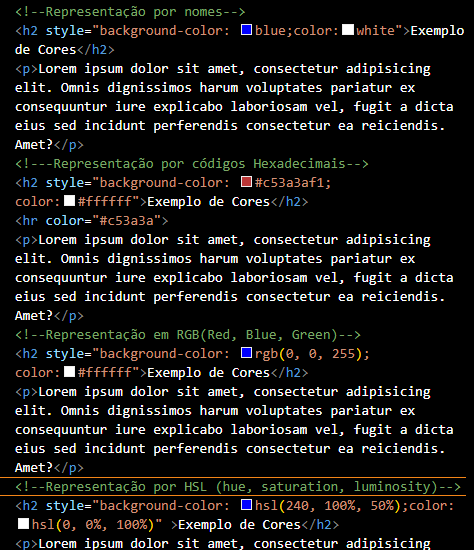 <!--Representação por nomes-->
<h2 style="background-color: blue;color:white">Exemplo
de Cores</h2>
<p>Lorem ipsum dolor sit amet, consectetur adipisicing
elit. Omnis dignissimos harum voluptates pariatur ex
consequuntur iure explicabo laboriosam vel, fugit a dicta
eius sed incidunt perferendis consectetur ea reiciendis.
Amet?</p>
<!---Representação por códigos Hexadecimais-->
<h2 style="background-color: #c53a3af1;
color:#ffffff">Exemplo de Cores</h2>
<hr color="#c53a3a">
<p>Lorem ipsum dolor sit amet, consectetur adipisicing
elit. Omnis dignissimos harum voluptates pariatur ex
consequuntur iure explicabo laboriosam vel, fugit a dicta
eius sed incidunt perferendis consectetur ea reiciendis.
Amet?</p>
<!--Representação em RGB(Red, Blue, Green)-->
<h2 style="background-color: rgb(0, 0, 255);
color:#ffffff">Exemplo de Cores</h2>
<p>Lorem ipsum dolor sit amet, consectetur adipisicing
elit. Omnis dignissimos harum voluptates pariatur ex
consequuntur iure explicabo laboriosam vel, fugit a dicta
eius sed incidunt perferendis consectetur ea reiciendis.
Amet?</p>
<!--Representação por HSL (hue, saturation, luminosity)-->
<h2 style="background-color: hsl(240, 100%, 50%);color:
hsl(0, 0%, 100%)" >Exemplo de Cores</h2>
<p>Lorem ipsum dolor sit amet, consectetur adipisicing